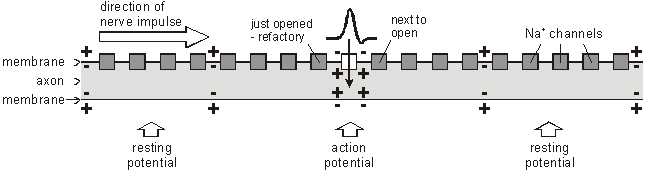 direction of
nerve impulse
just opened
- refactory
next to
open
Na+ channels
membrane
axon
membrane
resting
potential
action
potential
resting
potential